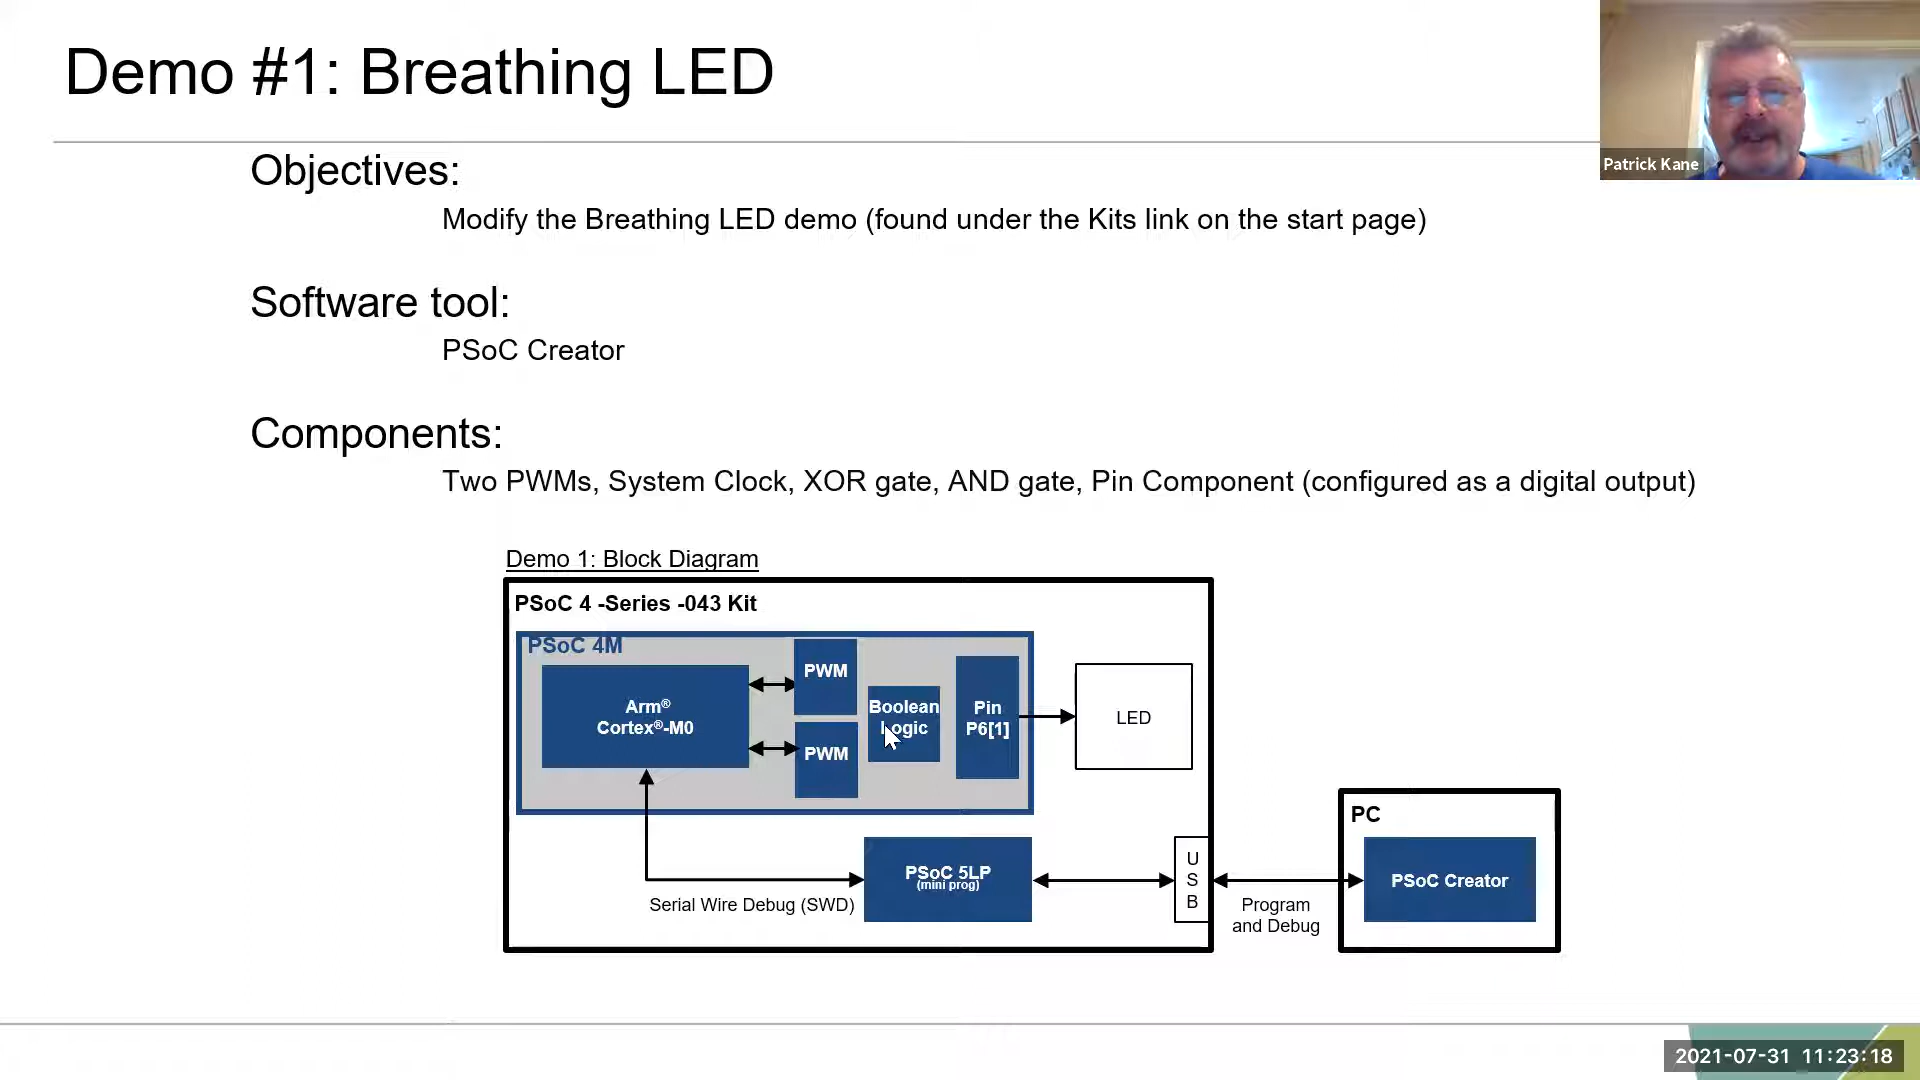 Demo #1: Breathing LED
Patrick Kane
Objectives:
Modify the Breathing LED demo (found under the Kits link on the start page)
Software tool:
PSoC Creator
Components:
Two PWMs, System Clock, XOR gate, AND gate, Pin Component (configured as a digital output)
Demo 1: Block Diagram
PSoC 4 -Series -043 Kit
PSoC 4M
Arm®
Cortex®-M0
PWM
PWM
Boolean
Logic
Pin
P6[1]
LED
PSoC 5LP
(mini prog)
Serial Wire Debug (SWD)
U
S
B
Program
and Debug
PC
PSoC Creator
2021-07-31 11:23:18